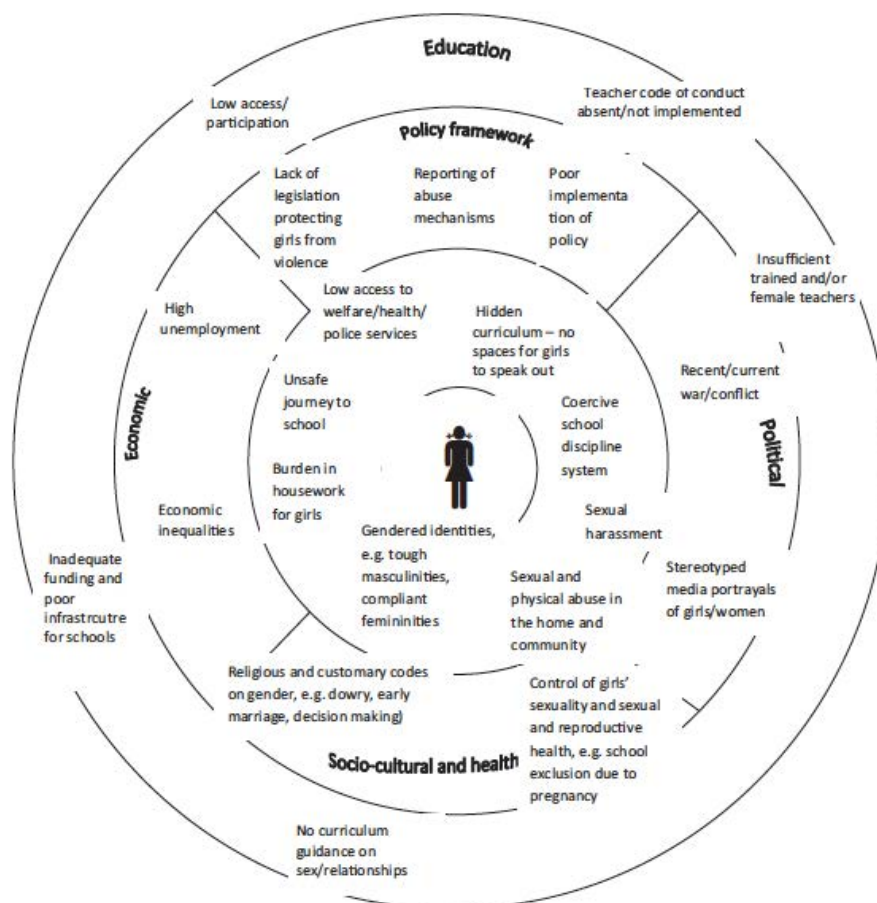 Education
Low access/
participation
Teacher code of conduct
absent/not implemented
Policy framework
Lack of
legislation
protecting
girls from
violence
Reporting of
abuse
mechanisms
Poor
implementa
tion of
policy
Insufficient
trained and/or
female teachers
High
unemployment
Low access to
welfare/health/
police services
Hidden
curriculum – no
spaces for girls
to speak out
Recent/current
war/conflict
Economic
Unsafe
journey to
school
Coercive
school
discipline
system
Political
Burden in
housework
for girls
Economic
inequalities
Sexual
harassment
Gendered identities,
e.g. tough
masculinities,
compliant
femininities
Sexual and
physical abuse in
the home and
community
Stereotyped
media portrayals
of girls/women
Inadequate
funding and
poor
infrastrcutre
for schools
Religious and customary codes
on gender, e.g. dowry, early
marriage, decision making)
Control of girls'
sexuality and sexual
and reproductive
health, e.g. school
exclusion due to
pregnancy
Socio-cultural and health
No curriculum
guidance on
sex/relationships